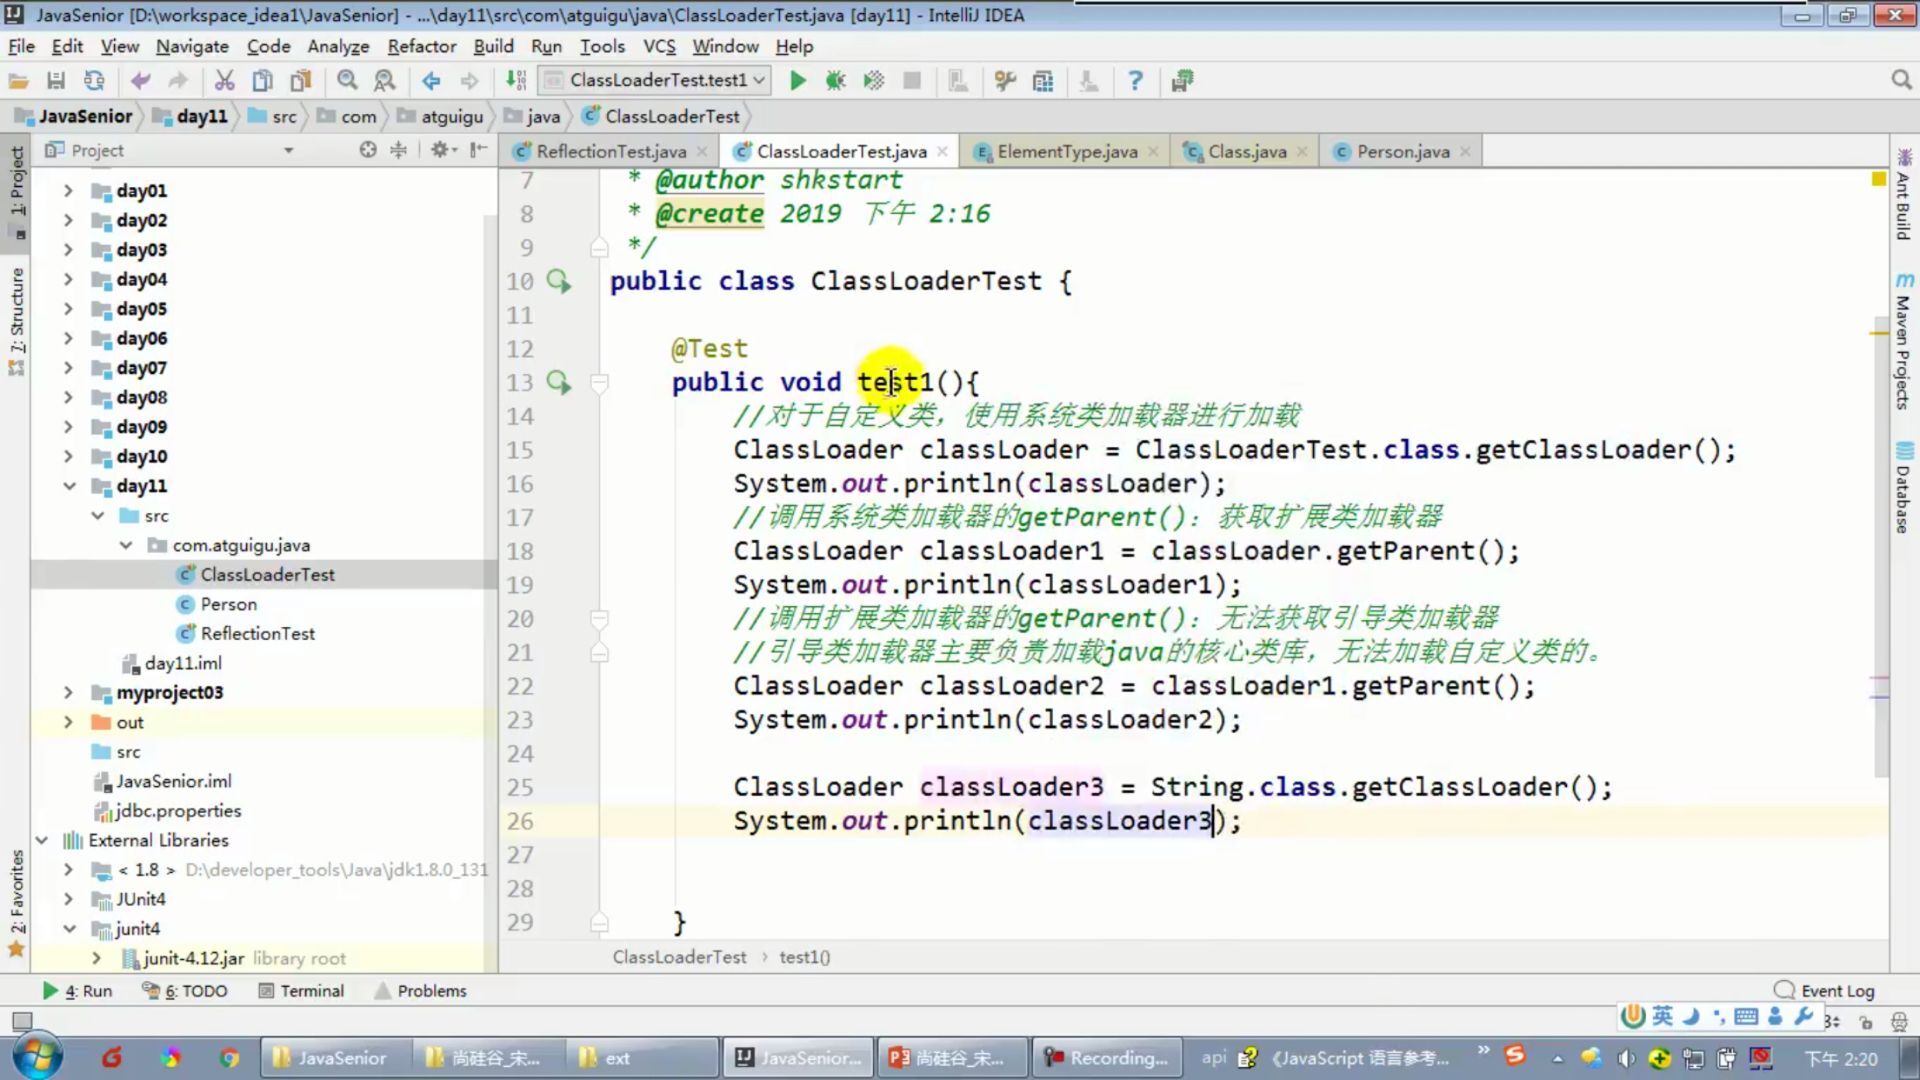 JavaSenior [D:\workspace_idea1\JavaSenior] - ...\day11\src\com\atguigu\java\ClassLoaderTest.java [day11] - IntelliJ IDEA
File Edit View Navigate Code Analyze Refactor Build Run Tools VCS Window Help
ClassLoaderTest.test1
JavaSenior day11 src com atguigu java ClassLoaderTest
Project
ReflectionTest.java ClassLoaderTest.java ElementType.java Class.java Person.java
1: Project
7: Structure
2: Favorites
day01
day02
day03
day04
day05
day06
day07
day08
day09
day10
day11
src
com.atguigu.java
ClassLoaderTest
Person
ReflectionTest
day11.iml
myproject03
out
src
JavaSenior.iml
jdbc.properties
External Libraries
< 1.8 > D:\developer_tools\Java\jdk1.8.0_131
JUnit4
junit4
junit-4.12.jar library root
7 * @author shkstart
8 * @create 2019 下午 2:16
9 */
10 public class ClassLoaderTest {
11
12 @Test
13 public void test1(){
14 //对于自定义类，使用系统类加载器进行加载
15 ClassLoader classLoader = ClassLoaderTest.class.getClassLoader();
16 System.out.println(classLoader);
17 //调用系统类加载器的getParent()：获取扩展类加载器
18 ClassLoader classLoader1 = classLoader.getParent();
19 System.out.println(classLoader1);
20 //调用扩展类加载器的getParent()：无法获取引导类加载器
21 //引导类加载器主要负责加载java的核心类库，无法加载自定义类的。
22 ClassLoader classLoader2 = classLoader1.getParent();
23 System.out.println(classLoader2);
24
25 ClassLoader classLoader3 = String.class.getClassLoader();
26 System.out.println(classLoader3);
27
28
29 }
ClassLoaderTest › test1()
Ant Build
Maven Projects
Database
4: Run 6: TODO Terminal Problems Event Log
英
JavaSenior 尚硅谷_宋... ext JavaSenior... 尚硅谷_宋... Recording... api 《JavaScript 语言参考... » 下午 2:20